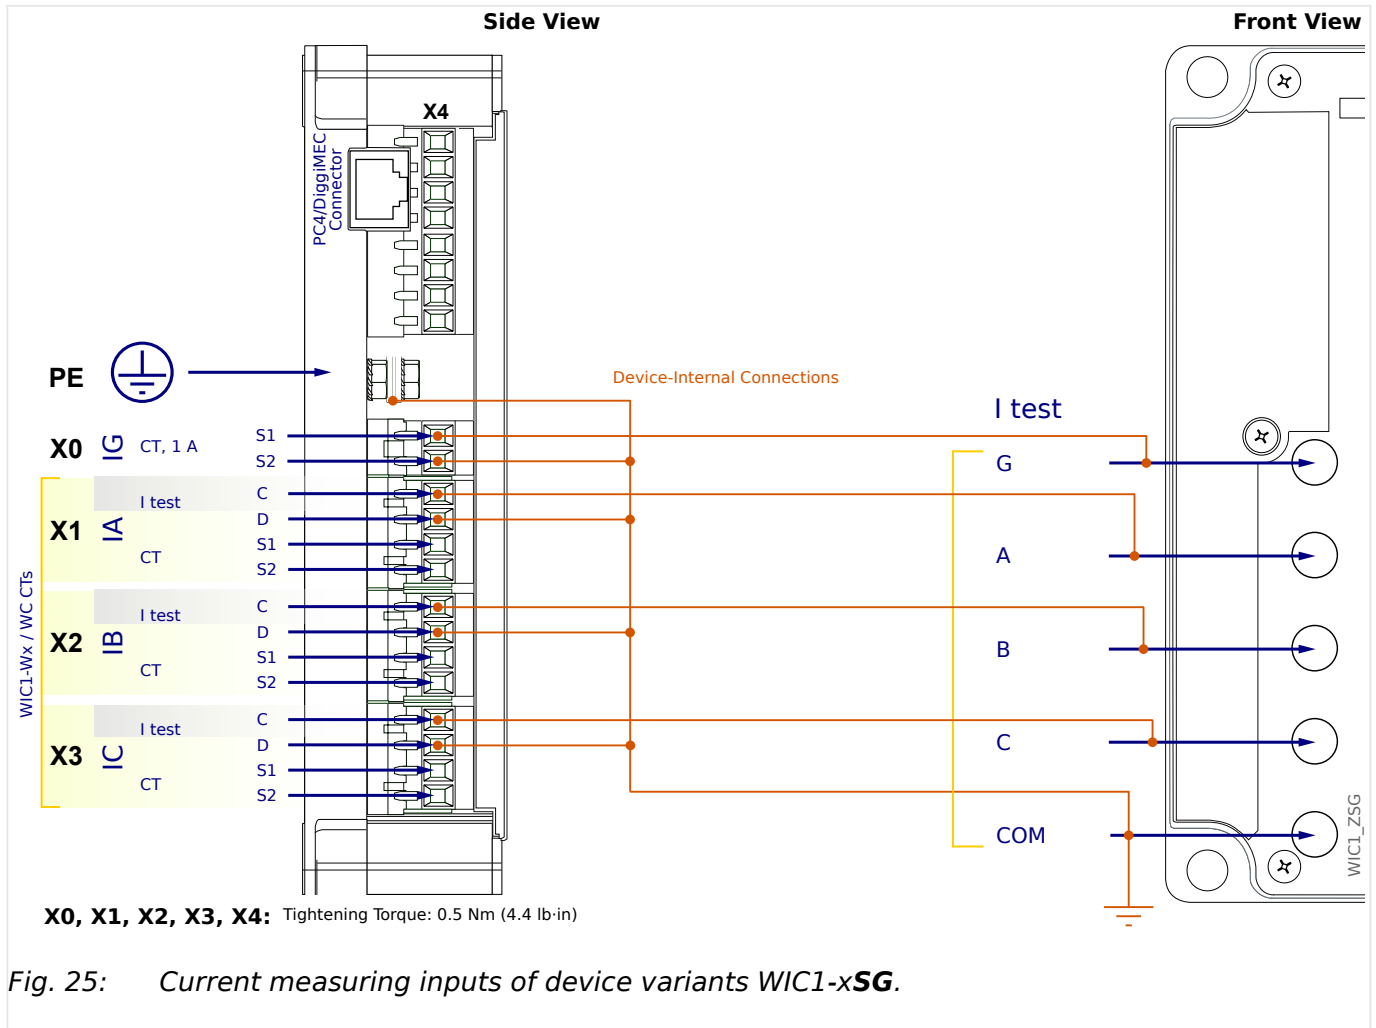 Side View
Front View
X4
PC4/DiggiMEC
Connector
PE
Device-Internal Connections
I test
X0 IG CT, 1 A S1
S2
G
WIC1-Wx / WC CTs
X1 IA I test C
D
CT S1
S2
A
X2 IB I test C
D
CT S1
S2
B
X3 IC I test C
D
CT S1
S2
C
COM
WIC1_ZSG
X0, X1, X2, X3, X4: Tightening Torque: 0.5 Nm (4.4 lb·in)
Fig. 25: Current measuring inputs of device variants WIC1-xSG.